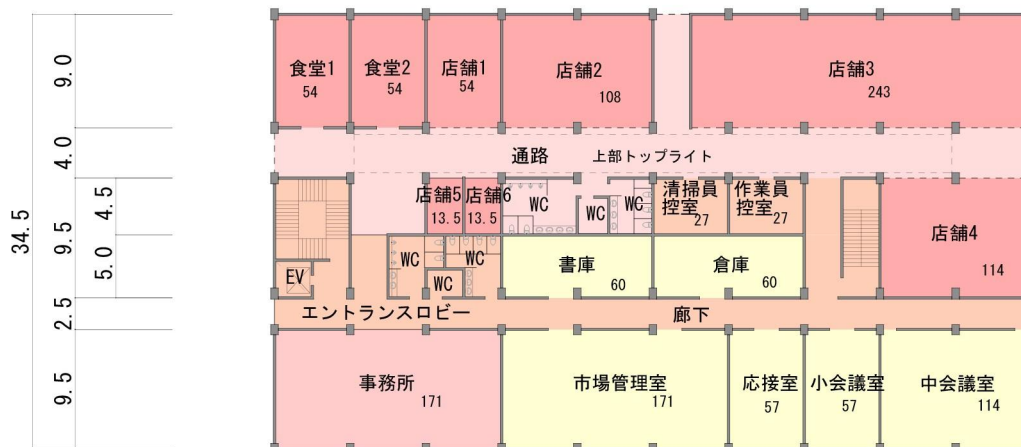 34.5
9.0
4.0
9.5
4.5
5.0
2.5
9.5
食堂1
54
食堂2
54
店舗1
54
店舗2
108
店舗3
243
通路
上部トップライト
店舗5
13.5
店舗6
13.5
WC
WC
WC
清掃員
控室
27
作業員
控室
27
店舗4
114
EV
WC
WC
WC
書庫
60
倉庫
60
エントランスロビー
廊下
事務所
171
市場管理室
171
応接室
57
小会議室
57
中会議室
114